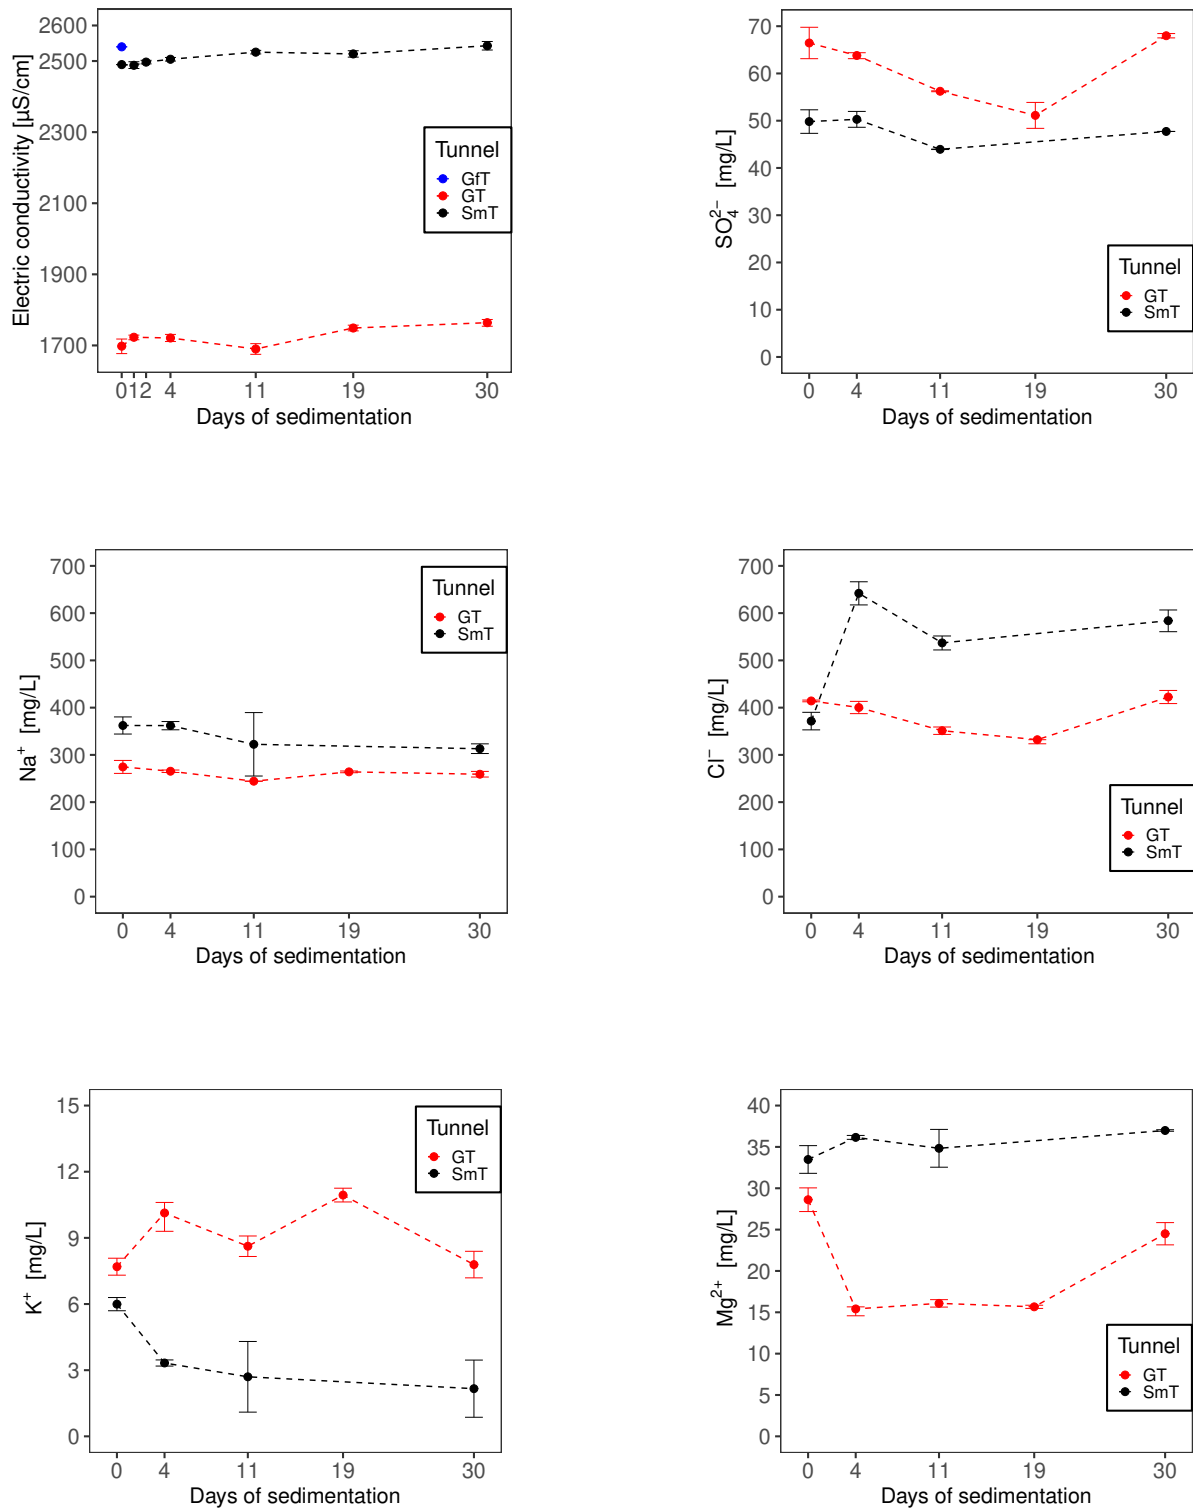 Electric conductivity [µS/cm]
2600
2500
2300
2100
1900
1700
0 1 2 4 11 19 30
Days of sedimentation
Tunnel
GfT
GT
SmT
SO₄²⁻ [mg/L]
70
60
50
40
30
20
10
0
0 4 11 19 30
Days of sedimentation
Tunnel
GT
SmT
Na⁺ [mg/L]
700
600
500
400
300
200
100
0
0 4 11 19 30
Days of sedimentation
Tunnel
GT
SmT
Cl⁻ [mg/L]
700
600
500
400
300
200
100
0
0 4 11 19 30
Days of sedimentation
Tunnel
GT
SmT
K⁺ [mg/L]
15
12
9
6
3
0
0 4 11 19 30
Days of sedimentation
Tunnel
GT
SmT
Mg²⁺ [mg/L]
40
35
30
25
20
15
10
5
0
0 4 11 19 30
Days of sedimentation
Tunnel
GT
SmT